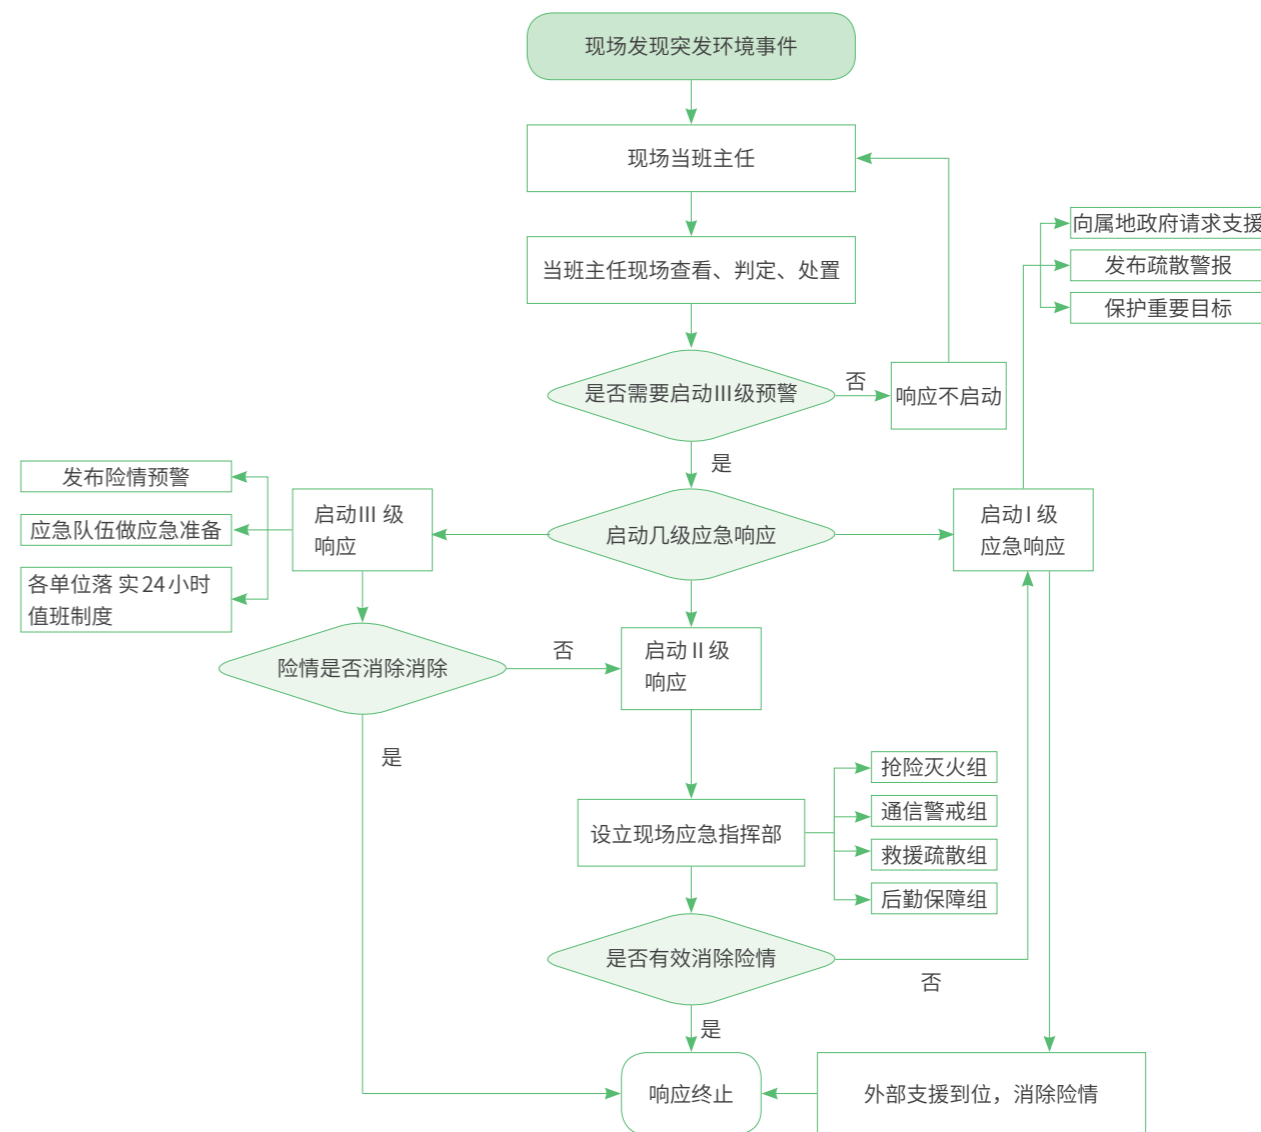 现场发现突发环境事件
现场当班主任
当班主任现场查看、判定、处置
向属地政府请求支援
发布疏散警报
保护重要目标
是否需要启动III级预警
否
响应不启动
是
发布险情预警
应急队伍做应急准备
各单位落 实24小时
值班制度
启动III 级
响应
启动几级应急响应
启动I 级
应急响应
险情是否消除消除
否
启动II级
响应
是
设立现场应急指挥部
抢险灭火组
通信警戒组
救援疏散组
后勤保障组
是否有效消除险情
否
是
响应终止
外部支援到位，消除险情